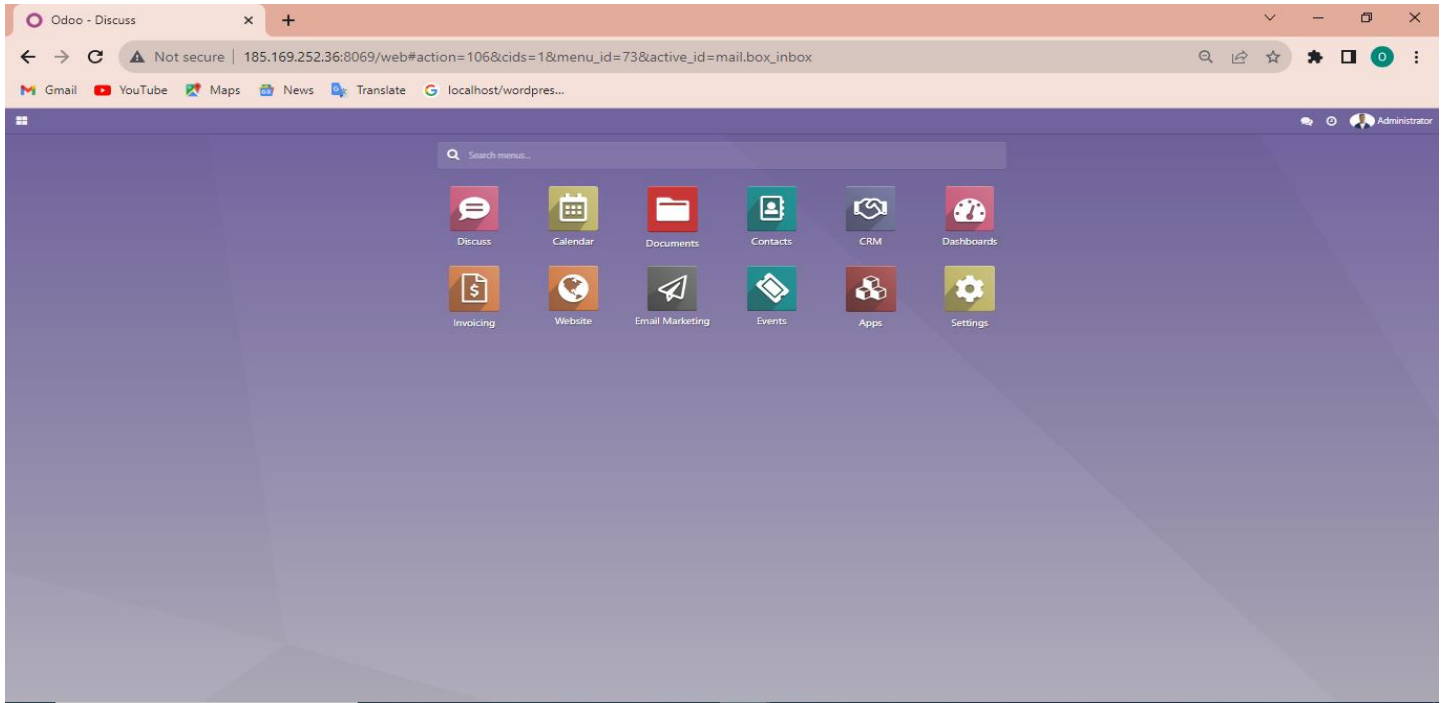 Odoo - Discuss
Not secure | 185.169.252.36:8069/web#action=106&cids=1&menu_id=73&active_id=mail.box_inbox
O
Gmail YouTube Maps News Translate localhost/wordpres...
Administrator
Search menus...
Discuss Calendar Documents Contacts CRM Dashboards
Invoicing Website Email Marketing Events Apps Settings